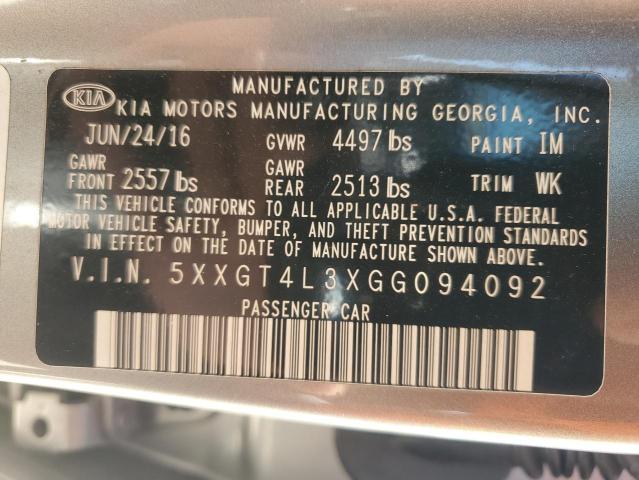 MANUFACTURED BY
KIA KIA MOTORS MANUFACTURING GEORGIA, INC.
JUN/24/16 GVWR 4497 lbs PAINT IM
GAWR FRONT 2557 lbs GAWR REAR 2513 lbs TRIM WK
THIS VEHICLE CONFORMS TO ALL APPLICABLE U.S.A. FEDERAL
MOTOR VEHICLE SAFETY, BUMPER, AND THEFT PREVENTION STANDARDS
IN EFFECT ON THE DATE OF MANUFACTURE SHOWN ABOVE.
V.I.N. 5XXGT4L3XGG094092
PASSENGER CAR